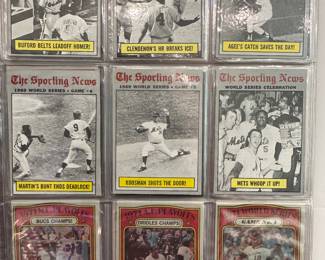 BUFORD BELTS LEADOFF HOMER!
CLENDENON'S HR BREAKS ICE!
AGEE'S CATCH SAVES THE DAY!
The Sporting News
1969 WORLD SERIES • GAME #4
MARTIN'S BUNT ENDS DEADLOCK!
The Sporting News
1969 WORLD SERIES • GAME #5
KOOSMAN SHUTS THE DOOR!
The Sporting News
WORLD SERIES CELEBRATION
Mets
METS WHOOP IT UP!
BUCS CHAMPS!
ORIOLES CHAMPS!